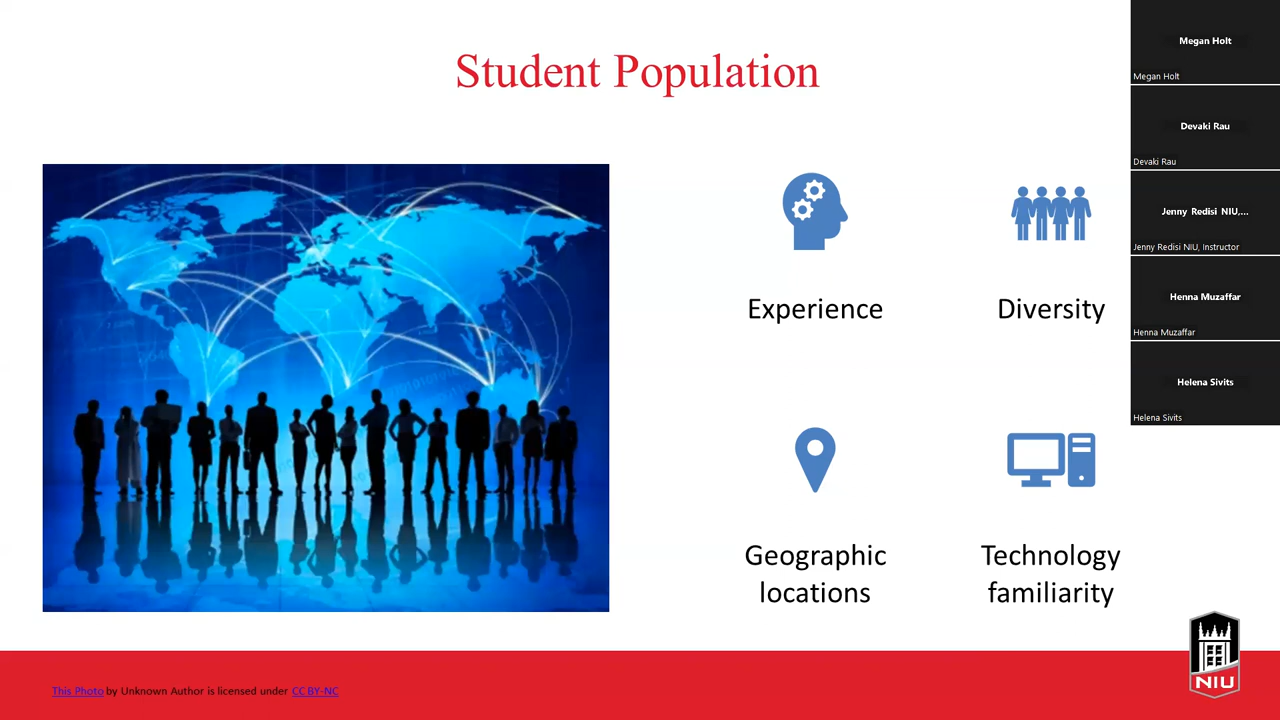 Student Population
Experience
Diversity
Geographic
locations
Technology
familiarity
This Photo by Unknown Author is licensed under CC BY-NC
NIU
Megan Holt
Megan Holt
Devaki Rau
Devaki Rau
Jenny Redisi NIU,...
Jenny Redisi NIU, Instructor
Henna Muzaffar
Henna Muzaffar
Helena Sivits
Helena Sivits